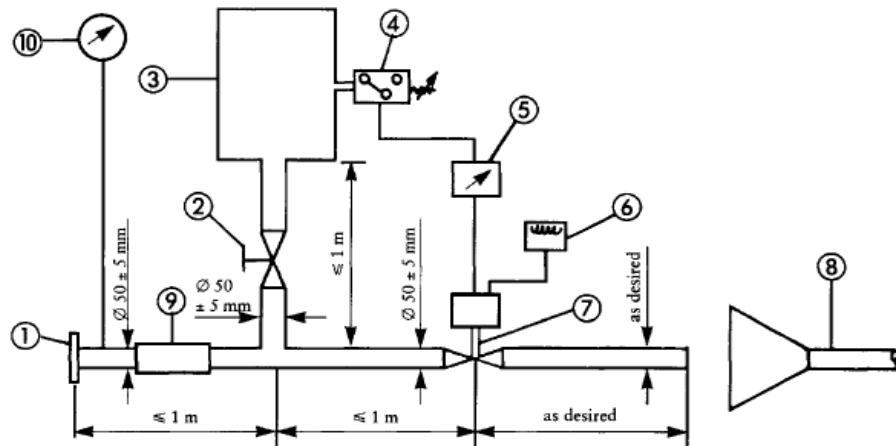 ⑩
④
③
⑤
②
⑥
≤ 1 m
Ø 50 ± 5 mm
Ø 50
± 5 mm
Ø 50 ± 5 mm
as desired
⑧
⑨
⑦
①
≤ 1 m
≤ 1 m
as desired